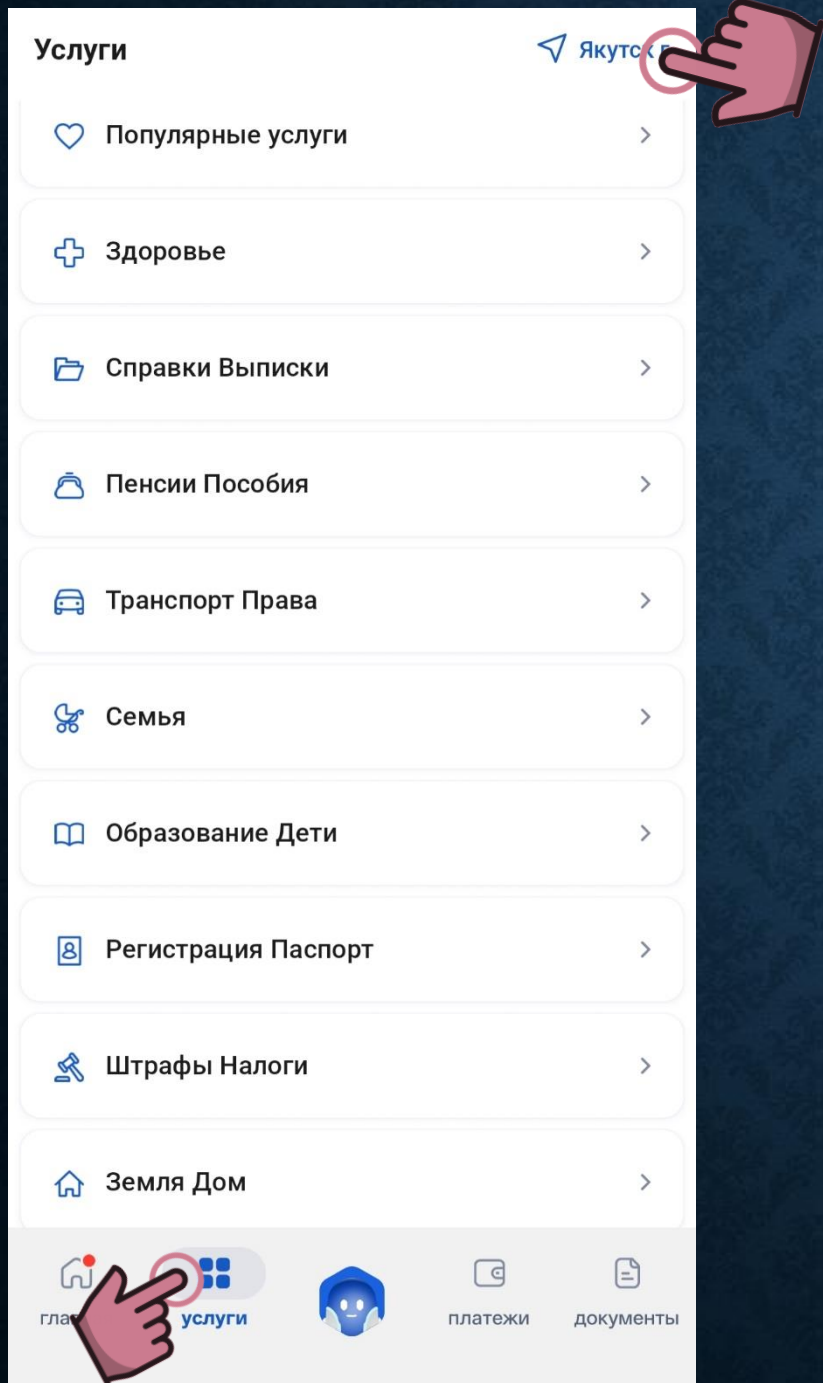 Услуги
Якутск
Популярные услуги
Здоровье
Справки Выписки
Пенсии Пособия
Транспорт Права
Семья
Образование Дети
Регистрация Паспорт
Штрафы Налоги
Земля Дом
услуги
платежи
документы